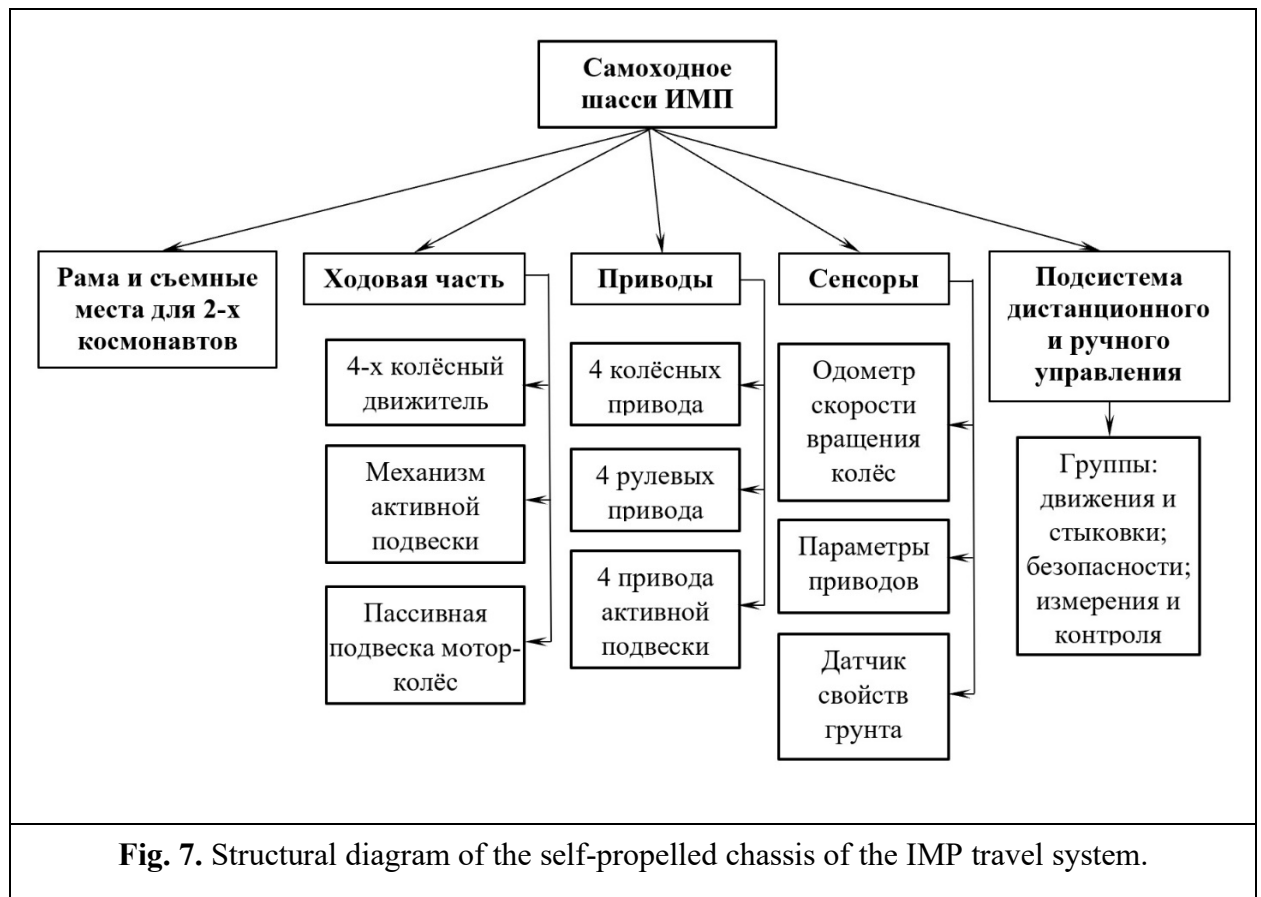 Самоходное
шасси ИМП
Рама и съемные
места для 2-х
космонавтов
Ходовая часть
4-х колёсный
движитель
Механизм
активной
подвески
Пассивная
подвеска мотор-
колёс
Приводы
4 колёсных
привода
4 рулевых
привода
4 привода
активной
подвески
Сенсоры
Одометр
скорости
вращения
колёс
Параметры
приводов
Датчик
свойств
грунта
Подсистема
дистанционного
и ручного
управления
Группы:
движения и
стыковки;
безопасности;
измерения и
контроля
Fig. 7. Structural diagram of the self-propelled chassis of the IMP travel system.